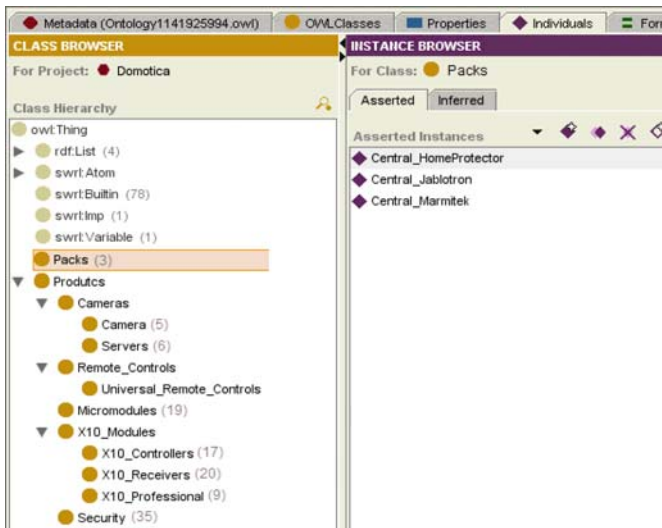 Metadata (Ontology1141925994.owl) OWLClasses Properties Individuals For
CLASS BROWSER
For Project: Domotica
Class Hierarchy
owl:Thing
rdf:List (4)
swrl:Atom
swrl:Builtin (78)
swrl:Imp (1)
swrl:Variable (1)
Packs (3)
Produtcs
Cameras
Camera (5)
Servers (6)
Remote_Controls
Universal_Remote_Controls
Micromodules (19)
X10_Modules
X10_Controllers (17)
X10_Receivers (20)
X10_Professional (9)
Security (35)
INSTANCE BROWSER
For Class: Packs
Asserted Inferred
Asserted Instances
Central_HomeProtector
Central_Jablotron
Central_Marmitek